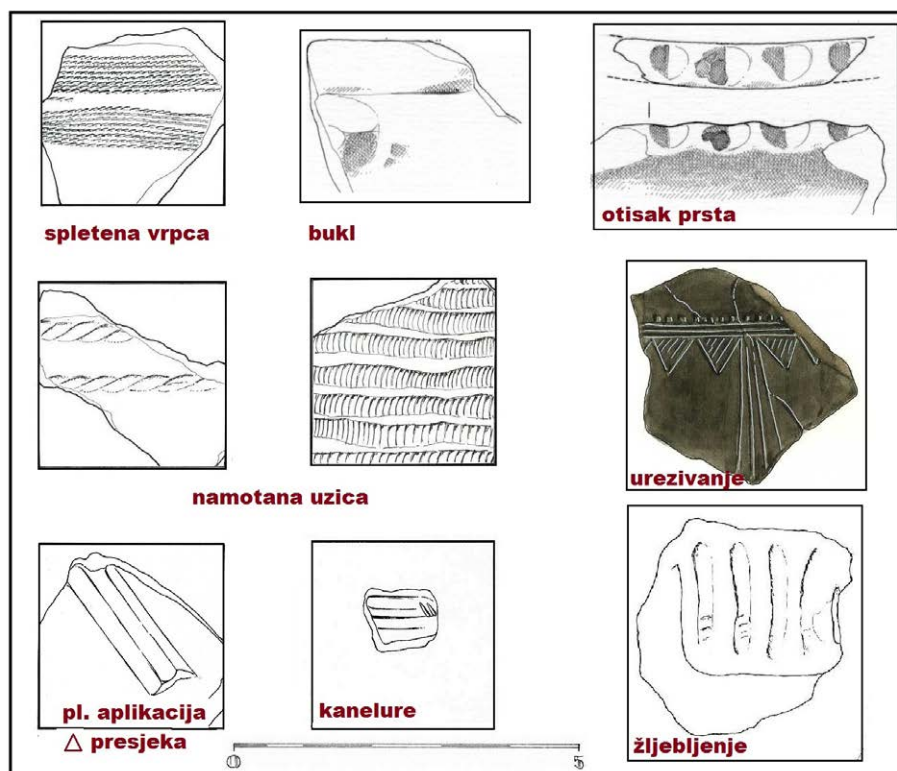 spletena vrpca
bukl
otisak prsta
namotana uzica
urezivanje
pl. aplikacija
△ presjeka
kanelure
žljebljenje
0 5